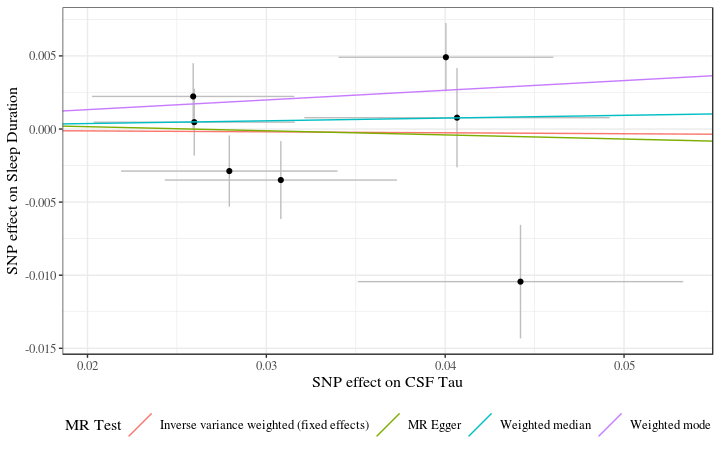 SNP effect on Sleep Duration
0.005
0.000
-0.005
-0.010
-0.015
0.02 0.03 0.04 0.05
SNP effect on CSF Tau
MR Test Inverse variance weighted (fixed effects) MR Egger Weighted median Weighted mode